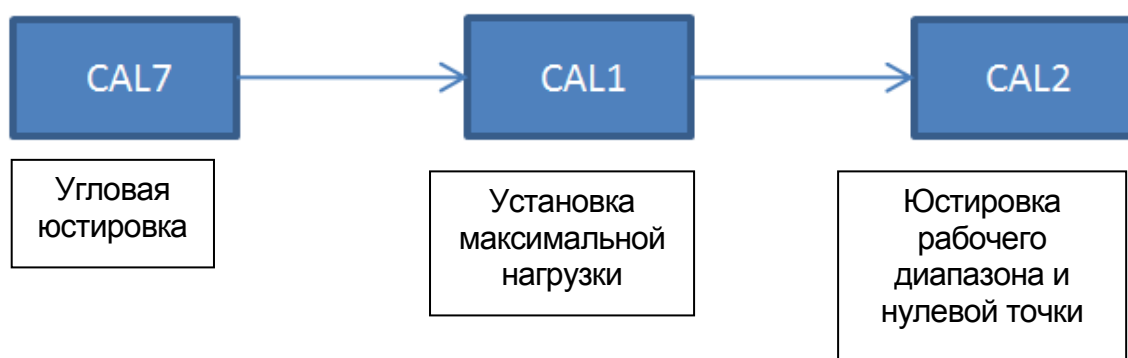 CAL7
CAL1
CAL2
Угловая
юстировка
Установка
максимальной
нагрузки
Юстировка
рабочего
диапазона и
нулевой точки